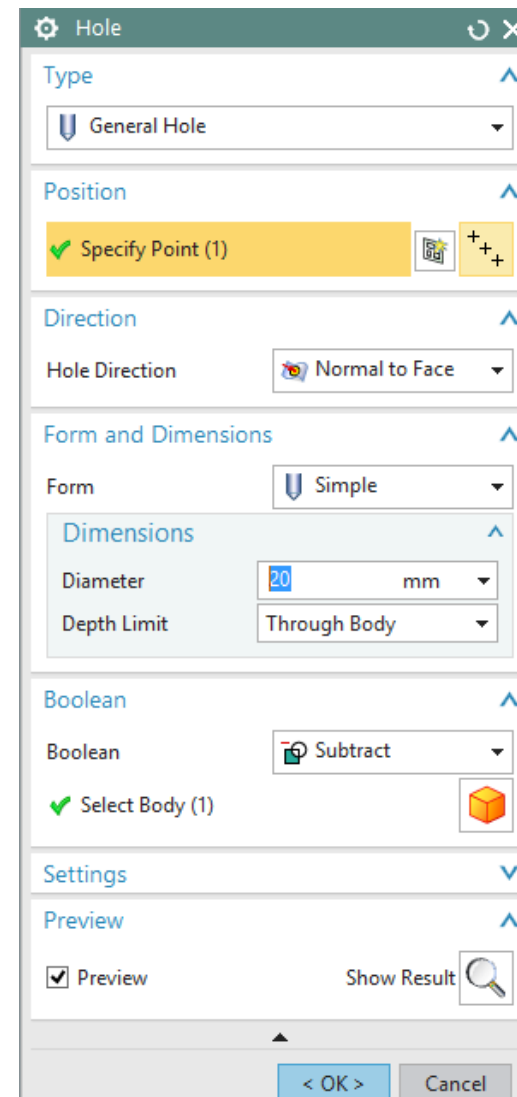 Hole
Type
General Hole
Position
Specify Point (1)
Direction
Hole Direction Normal to Face
Form and Dimensions
Form Simple
Dimensions
Diameter 20 mm
Depth Limit Through Body
Boolean
Boolean Subtract
Select Body (1)
Settings
Preview
Preview Show Result
< OK > Cancel